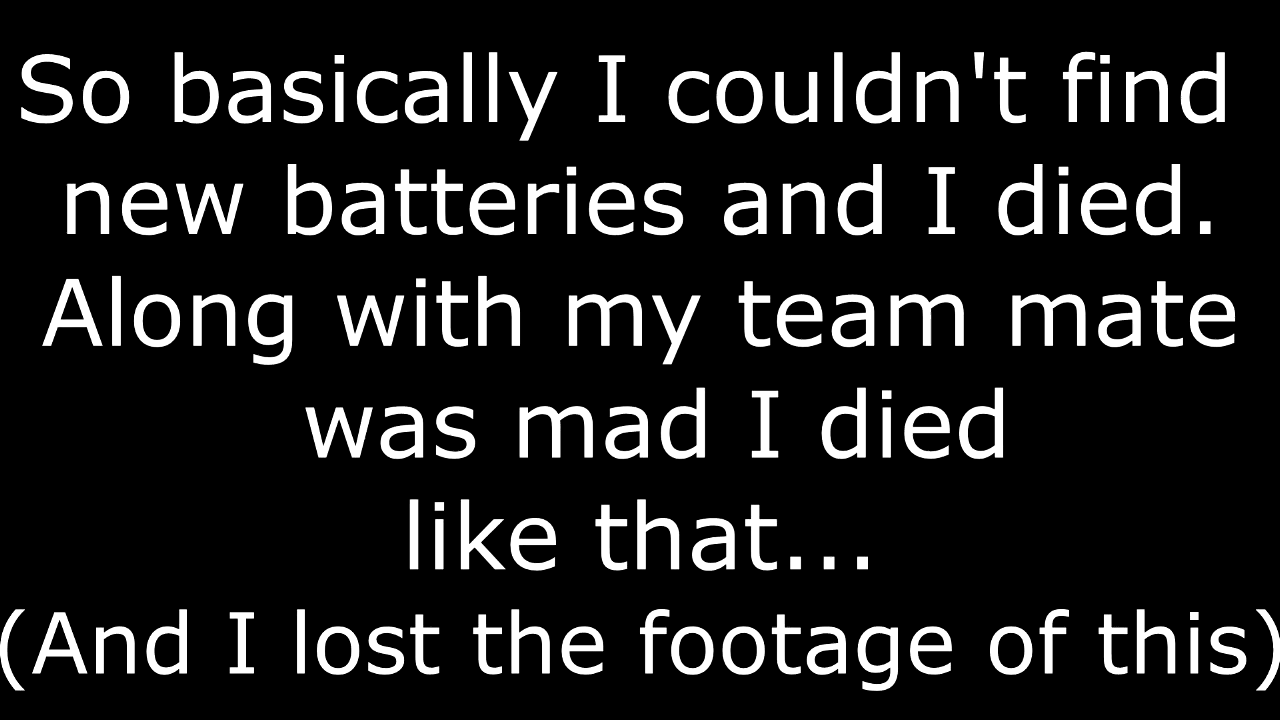 So basically I couldn't find
new batteries and I died.
Along with my team mate
was mad I died
like that...
(And I lost the footage of this)